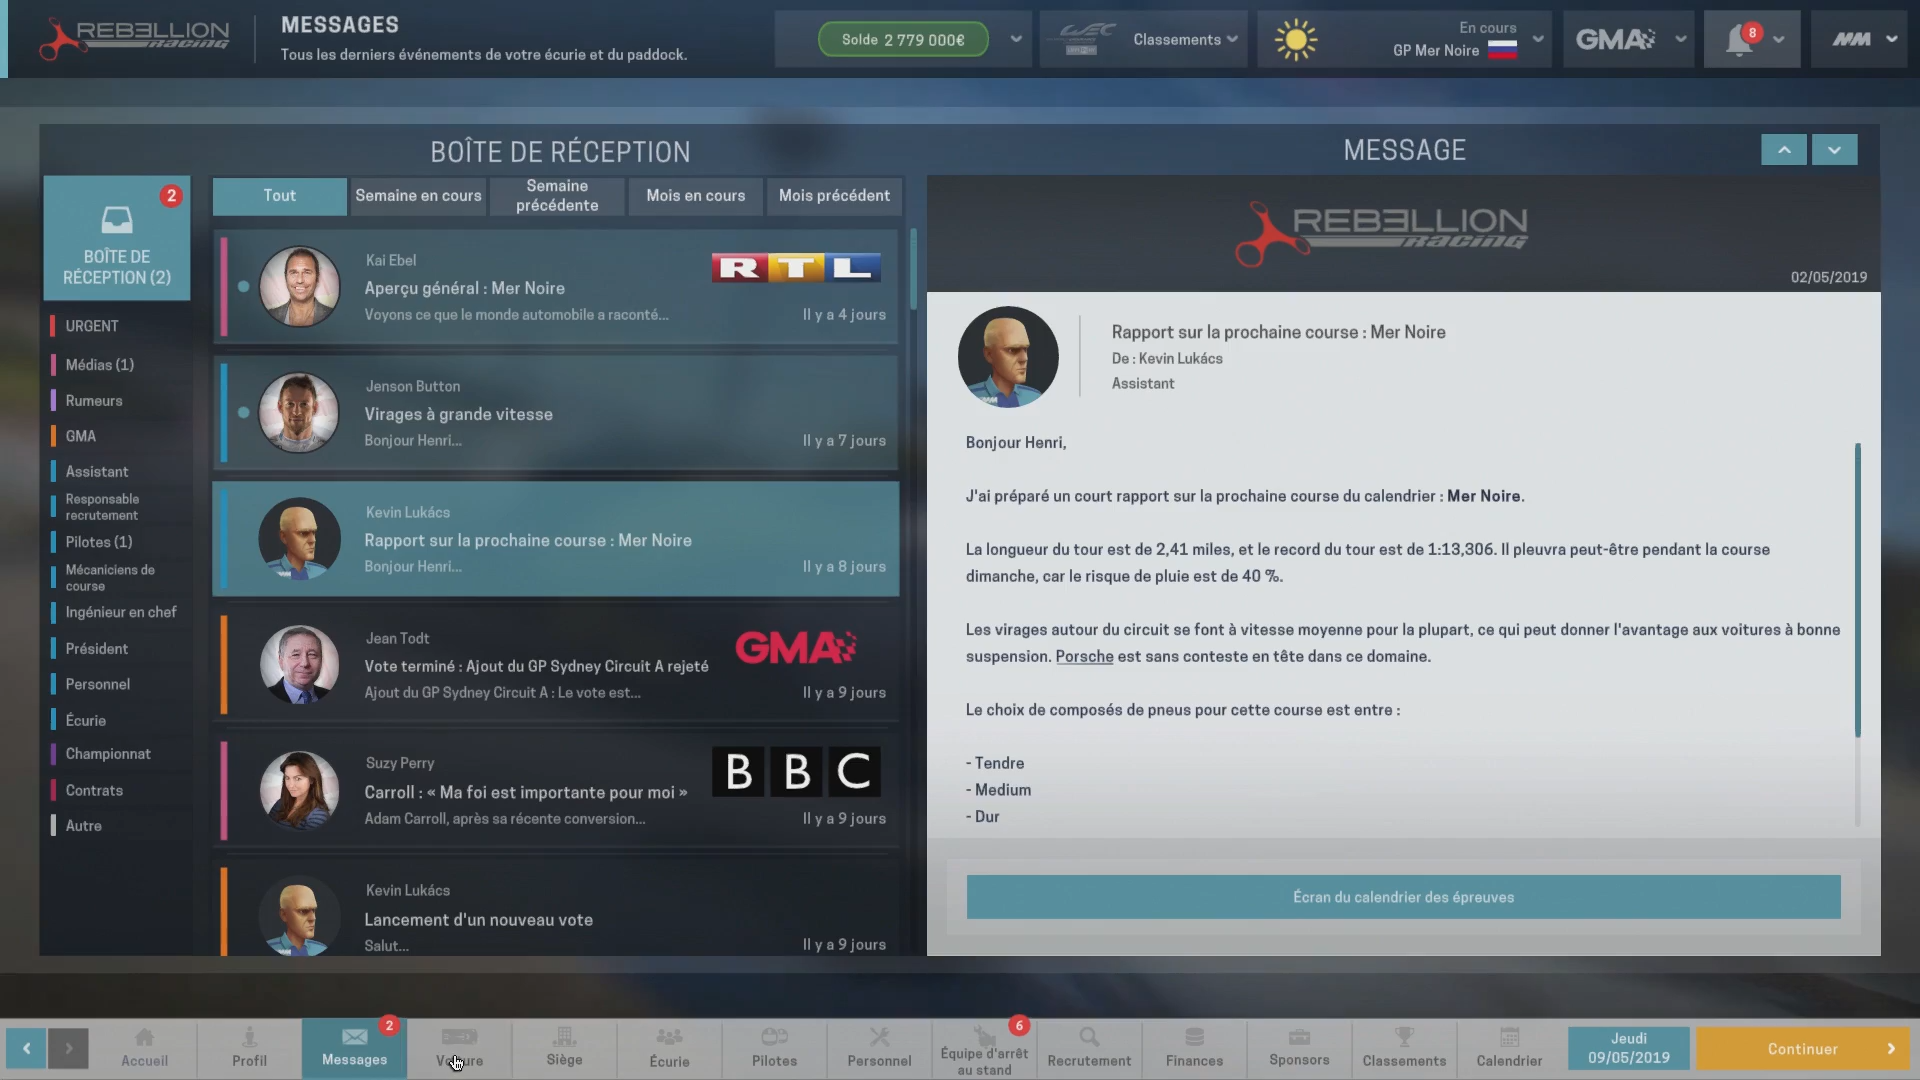 REBELLION
Racing
MESSAGES
Tous les derniers événements de votre écurie et du paddock.
Solde 2 779 000€
WEC
Classements
En cours
GP Mer Noire
GMA
8
BOÎTE DE RÉCEPTION
MESSAGE
2
BOÎTE DE
RÉCEPTION (2)
URGENT
Médias (1)
Rumeurs
GMA
Assistant
Responsable
recrutement
Pilotes (1)
Mécaniciens de
course
Ingénieur en chef
Président
Personnel
Écurie
Championnat
Contrats
Autre
Tout
Semaine en cours
Semaine
précédente
Mois en cours
Mois précédent
Kai Ebel
RTL
Aperçu général : Mer Noire
Voyons ce que le monde automobile a raconté...
Il y a 4 jours
Jenson Button
Virages à grande vitesse
Bonjour Henri...
Il y a 7 jours
Kevin Lukács
Rapport sur la prochaine course : Mer Noire
Bonjour Henri...
Il y a 8 jours
Jean Todt
GMA
Vote terminé : Ajout du GP Sydney Circuit A rejeté
Ajout du GP Sydney Circuit A : Le vote est...
Il y a 9 jours
Suzy Perry
BBC
Carroll : « Ma foi est importante pour moi »
Adam Carroll, après sa récente conversion...
Il y a 9 jours
Kevin Lukács
Lancement d'un nouveau vote
Salut...
Il y a 9 jours
REBELLION
Racing
02/05/2019
Rapport sur la prochaine course : Mer Noire
De : Kevin Lukács
Assistant
Bonjour Henri,
J'ai préparé un court rapport sur la prochaine course du calendrier : Mer Noire.
La longueur du tour est de 2,41 miles, et le record du tour est de 1:13,306. Il pleuvra peut-être pendant la course
dimanche, car le risque de pluie est de 40 %.
Les virages autour du circuit se font à vitesse moyenne pour la plupart, ce qui peut donner l'avantage aux voitures à bonne
suspension. Porsche est sans conteste en tête dans ce domaine.
Le choix de composés de pneus pour cette course est entre :
- Tendre
- Medium
- Dur
Écran du calendrier des épreuves
Accueil
Profil
2
Messages
Voiture
Siège
Écurie
Pilotes
Personnel
6
Équipe d'arrêt
au stand
Recrutement
Finances
Sponsors
Classements
Calendrier
Jeudi
09/05/2019
Continuer